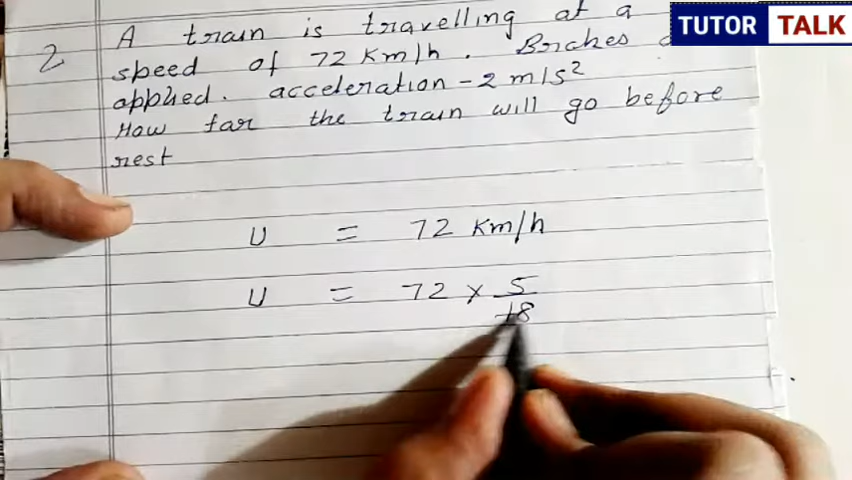 TUTOR TALK
2 A train is travelling at a
speed of 72 Km/h. Brakes
applied. acceleration -2 m/s²
How far the train will go before
rest
U = 72 Km/h
U = 72 × 5/18